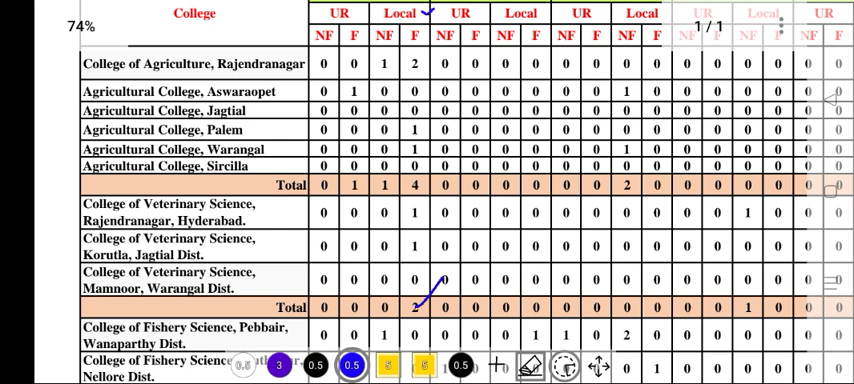 College UR Local UR Local UR Local UR Local UR
74% 1 / 1
NF F NF F NF F NF F NF F NF F NF F NF F NF F
College of Agriculture, Rajendranagar 0 0 1 2 0 0 0 0 0 0 0 0 0 0 0 0 0 0
Agricultural College, Aswaraopet 0 1 0 0 0 0 0 0 0 0 1 0 0 0 0 0 0 0
Agricultural College, Jagtial 0 0 0 0 0 0 0 0 0 0 0 0 0 0 0 0 0 0
Agricultural College, Palem 0 0 0 1 0 0 0 0 0 0 0 0 0 0 0 0 0 0
Agricultural College, Warangal 0 0 0 1 0 0 0 0 0 0 1 0 0 0 0 0 0 0
Agricultural College, Sircilla 0 0 0 0 0 0 0 0 0 0 0 0 0 0 0 0 0 0
Total 0 1 1 4 0 0 0 0 0 0 2 0 0 0 0 0 0 0
College of Veterinary Science,
Rajendranagar, Hyderabad. 0 0 0 1 0 0 0 0 0 0 0 0 0 0 1 0 0 0
College of Veterinary Science,
Korutla, Jagtial Dist. 0 0 0 1 0 0 0 0 0 0 0 0 0 0 0 0 0 0
College of Veterinary Science,
Mamnoor, Warangal Dist. 0 0 0 0 0 0 0 0 0 0 0 0 0 0 0 0 0 0
Total 0 0 0 2 0 0 0 0 0 0 0 0 0 0 1 0 0 0
College of Fishery Science, Pebbair,
Wanaparthy Dist. 0 0 1 0 0 0 0 1 1 0 2 0 0 0 0 0 0 0
College of Fishery Science
Nellore Dist. 0 1 0 0 0 0 0 0
0.5 3 0.5 0.5 5 5 0.5